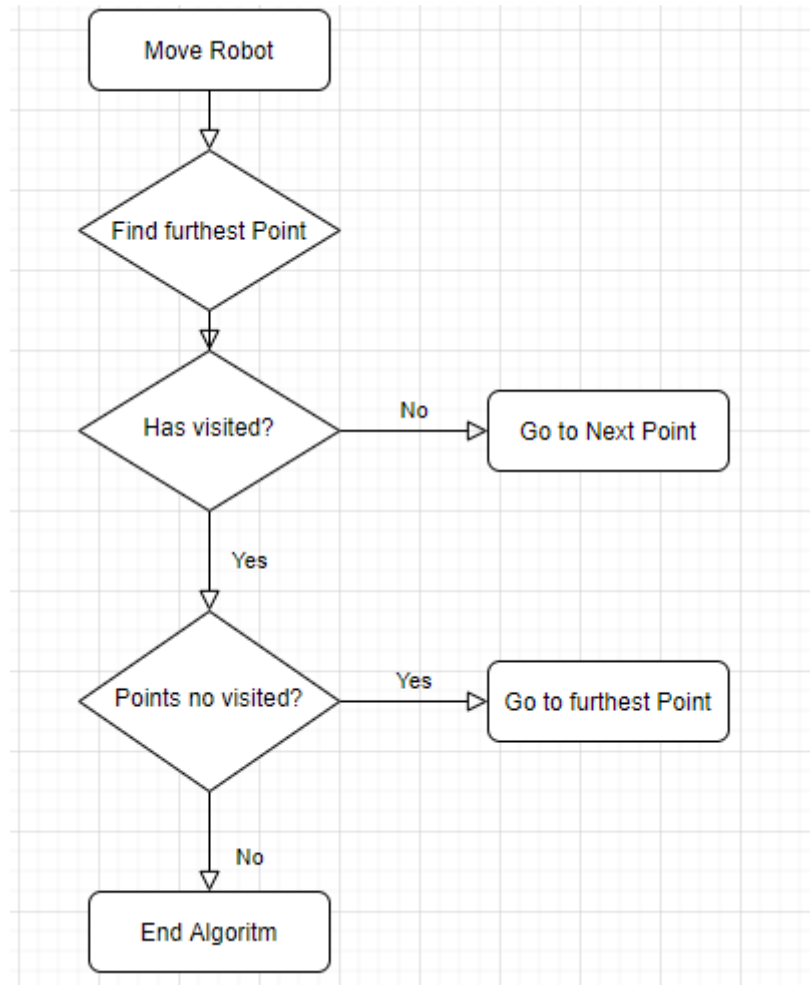 Move Robot
Find furthest Point
Has visited?
No
Go to Next Point
Yes
Points no visited?
Yes
Go to furthest Point
No
End Algoritm